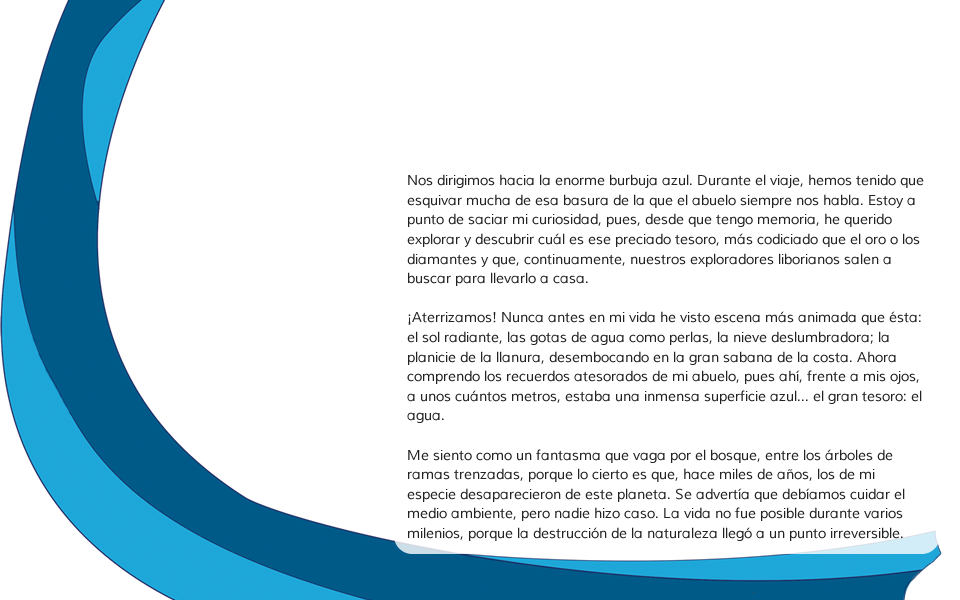 Nos dirigimos hacia la enorme burbuja azul. Durante el viaje, hemos tenido que
esquivar mucha de esa basura de la que el abuelo siempre nos habla. Estoy a
punto de saciar mi curiosidad, pues, desde que tengo memoria, he querido
explorar y descubrir cuál es ese preciado tesoro, más codiciado que el oro o los
diamantes y que, continuamente, nuestros exploradores liborianos salen a
buscar para llevarlo a casa.
¡Aterrizamos! Nunca antes en mi vida he visto escena más animada que ésta:
el sol radiante, las gotas de agua como perlas, la nieve deslumbradora; la
planicie de la llanura, desembocando en la gran sabana de la costa. Ahora
comprendo los recuerdos atesorados de mi abuelo, pues ahí, frente a mis ojos,
a unos cuántos metros, estaba una inmensa superficie azul... el gran tesoro: el
agua.
Me siento como un fantasma que vaga por el bosque, entre los árboles de
ramas trenzadas, porque lo cierto es que, hace miles de años, los de mi
especie desaparecieron de este planeta. Se advertía que debíamos cuidar el
medio ambiente, pero nadie hizo caso. La vida no fue posible durante varios
milenios, porque la destrucción de la naturaleza llegó a un punto irreversible.